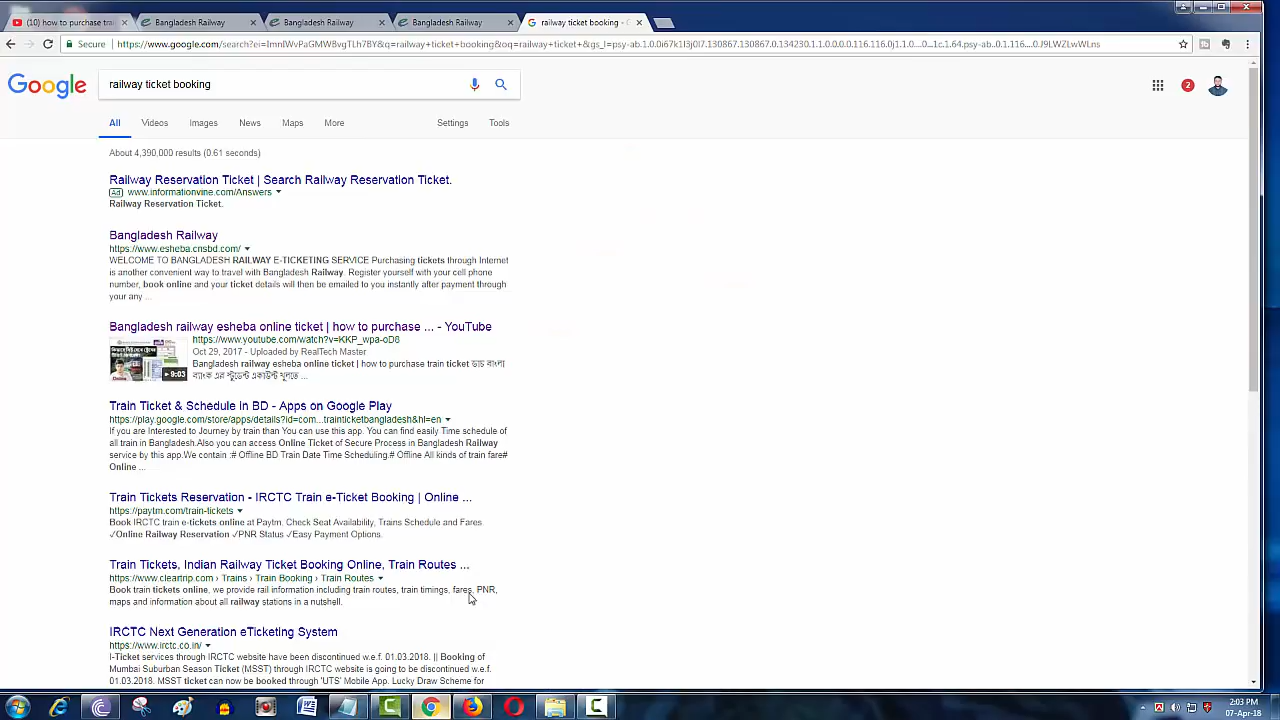 (10) how to purchase train
Bangladesh Railway
Bangladesh Railway
Bangladesh Railway
railway ticket booking - G
Secure
https://www.google.com/search?ei=ImnIWvPaGMWBvgTLh7BY&q=railway+ticket+booking&oq=railway+ticket+&gs_l=psy-ab.1.0.0i67k1l3j0l7.130867.130867.0.134230.1.1.0.0.0.0.116.116.0j1.1.0....0...1c.1.64.psy-ab..0.1.116....0.J9LWZLwWLns
Google
railway ticket booking
2
All
Videos
Images
News
Maps
More
Settings
Tools
About 4,390,000 results (0.61 seconds)
Railway Reservation Ticket | Search Railway Reservation Ticket.
Ad www.informationvine.com/Answers
Railway Reservation Ticket.
Bangladesh Railway
https://www.esheba.cnsbd.com/
WELCOME TO BANGLADESH RAILWAY E-TICKETING SERVICE Purchasing tickets through Internet
is another convenient way to travel with Bangladesh Railway. Register yourself with your cell phone
number, book online and your ticket details will then be emailed to you instantly after payment through
your any ...
Bangladesh railway esheba online ticket | how to purchase ... - YouTube
https://www.youtube.com/watch?v=KKP_wpa-oD8
Oct 29, 2017 - Uploaded by RealTech Master
Bangladesh railway esheba online ticket | how to purchase train ticket ডাচ বাংলা
ব্যাংক এর স্টুডেন্ট একাউন্ট খুলতে ...
9:03
Train Ticket & Schedule in BD - Apps on Google Play
https://play.google.com/store/apps/details?id=com...trainticketbangladesh&hl=en
If you are Interested to Journey by train than You can use this app. You can find easily Time schedule of
all train in Bangladesh.Also you can access Online Ticket of Secure Process in Bangladesh Railway
service by this app.We contain :# Offline BD Train Date Time Scheduling.# Offline All kinds of train fare#
Online ...
Train Tickets Reservation - IRCTC Train e-Ticket Booking | Online ...
https://paytm.com/train-tickets
Book IRCTC train e-tickets online at Paytm. Check Seat Availability, Trains Schedule and Fares.
✓Online Railway Reservation ✓PNR Status ✓Easy Payment Options.
Train Tickets, Indian Railway Ticket Booking Online, Train Routes ...
https://www.cleartrip.com › Trains › Train Booking › Train Routes
Book train tickets online, we provide rail information including train routes, train timings, fares, PNR,
maps and information about all railway stations in a nutshell.
IRCTC Next Generation eTicketing System
https://www.irctc.co.in/
I-Ticket services through IRCTC website have been discontinued w.e.f. 01.03.2018. || Booking of
Mumbai Suburban Season Ticket (MSST) through IRCTC website is going to be discontinued w.e.f.
01.03.2018. MSST ticket can now be booked through 'UTS' Mobile App. Lucky Draw Scheme for
2:03 PM
07-Apr-18